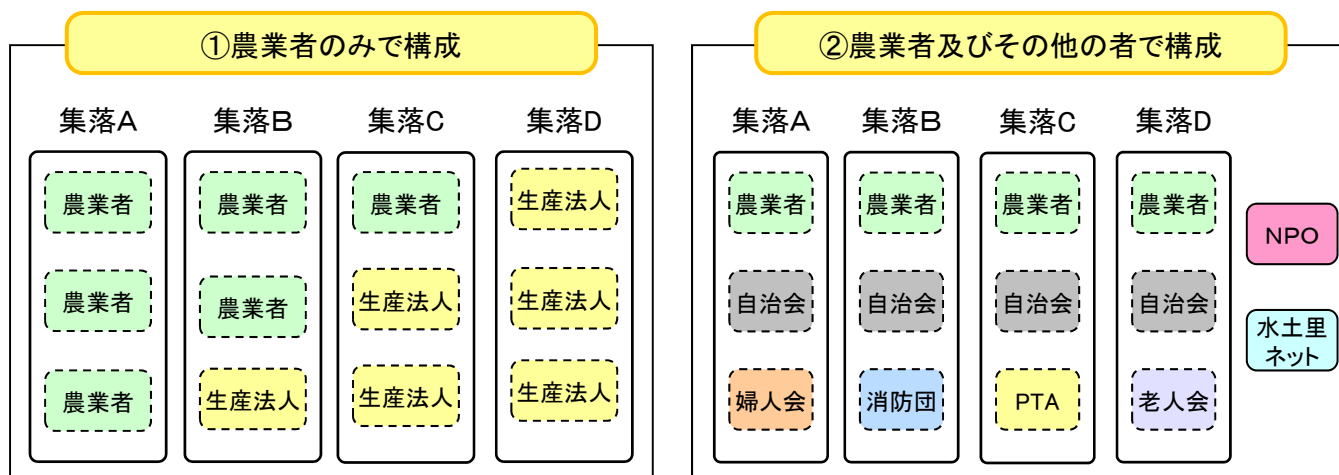 ①農業者のみで構成
集落A
集落B
集落C
集落D
農業者
農業者
農業者
生産法人
農業者
農業者
生産法人
生産法人
農業者
生産法人
生産法人
生産法人
②農業者及びその他の者で構成
集落A
集落B
集落C
集落D
農業者
農業者
農業者
農業者
自治会
自治会
自治会
自治会
婦人会
消防団
PTA
老人会
NPO
水土里
ネット